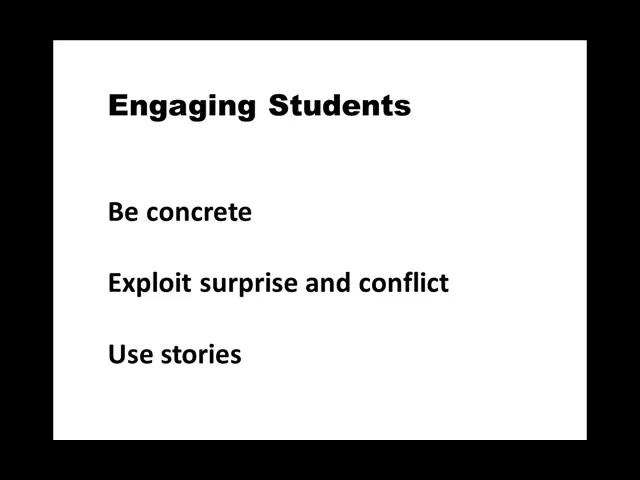 Engaging Students
Be concrete
Exploit surprise and conflict
Use stories